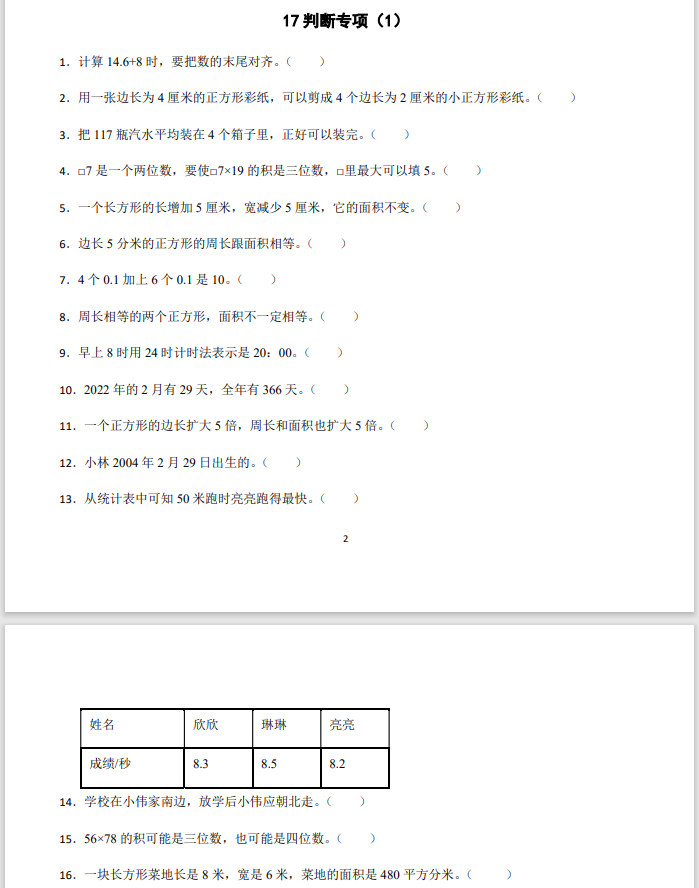 17 判断专项（1）
1．计算 14.6+8 时，要把数的末尾对齐。（　　）
2．用一张边长为 4 厘米的正方形彩纸，可以剪成 4 个边长为 2 厘米的小正方形彩纸。（　　）
3．把 117 瓶汽水平均装在 4 个箱子里，正好可以装完。（　　）
4．□7 是一个两位数，要使□7×19 的积是三位数，□里最大可以填 5。（　　）
5．一个长方形的长增加 5 厘米，宽减少 5 厘米，它的面积不变。（　　）
6．边长 5 分米的正方形的周长跟面积相等。（　　）
7．4 个 0.1 加上 6 个 0.1 是 10。（　　）
8．周长相等的两个正方形，面积不一定相等。（　　）
9．早上 8 时用 24 时计时法表示是 20：00。（　　）
10．2022 年的 2 月有 29 天，全年有 366 天。（　　）
11．一个正方形的边长扩大 5 倍，周长和面积也扩大 5 倍。（　　）
12．小林 2004 年 2 月 29 日出生的。（　　）
13．从统计表中可知 50 米跑时亮亮跑得最快。（　　）
2
姓名 欣欣 琳琳 亮亮
成绩/秒 8.3 8.5 8.2
14．学校在小伟家南边，放学后小伟应朝北走。（　　）
15．56×78 的积可能是三位数，也可能是四位数。（　　）
16．一块长方形菜地长是 8 米，宽是 6 米，菜地的面积是 480 平方分米。（　　）